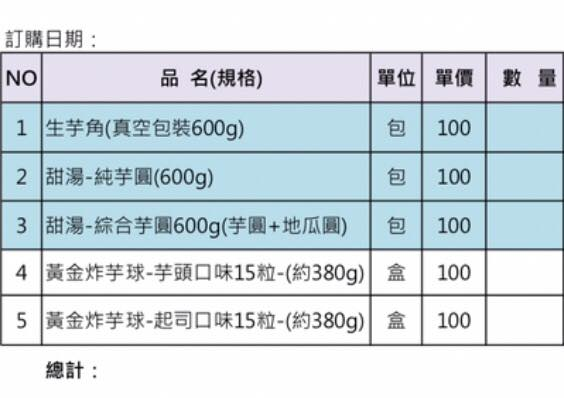 訂購日期：
NO 品 名(規格) 單位 單價 數 量
1 生芋角(真空包裝600g) 包 100
2 甜湯-純芋圓(600g) 包 100
3 甜湯-綜合芋圓600g(芋圓+地瓜圓) 包 100
4 黃金炸芋球-芋頭口味15粒-(約380g) 盒 100
5 黃金炸芋球-起司口味15粒-(約380g) 盒 100
總計：